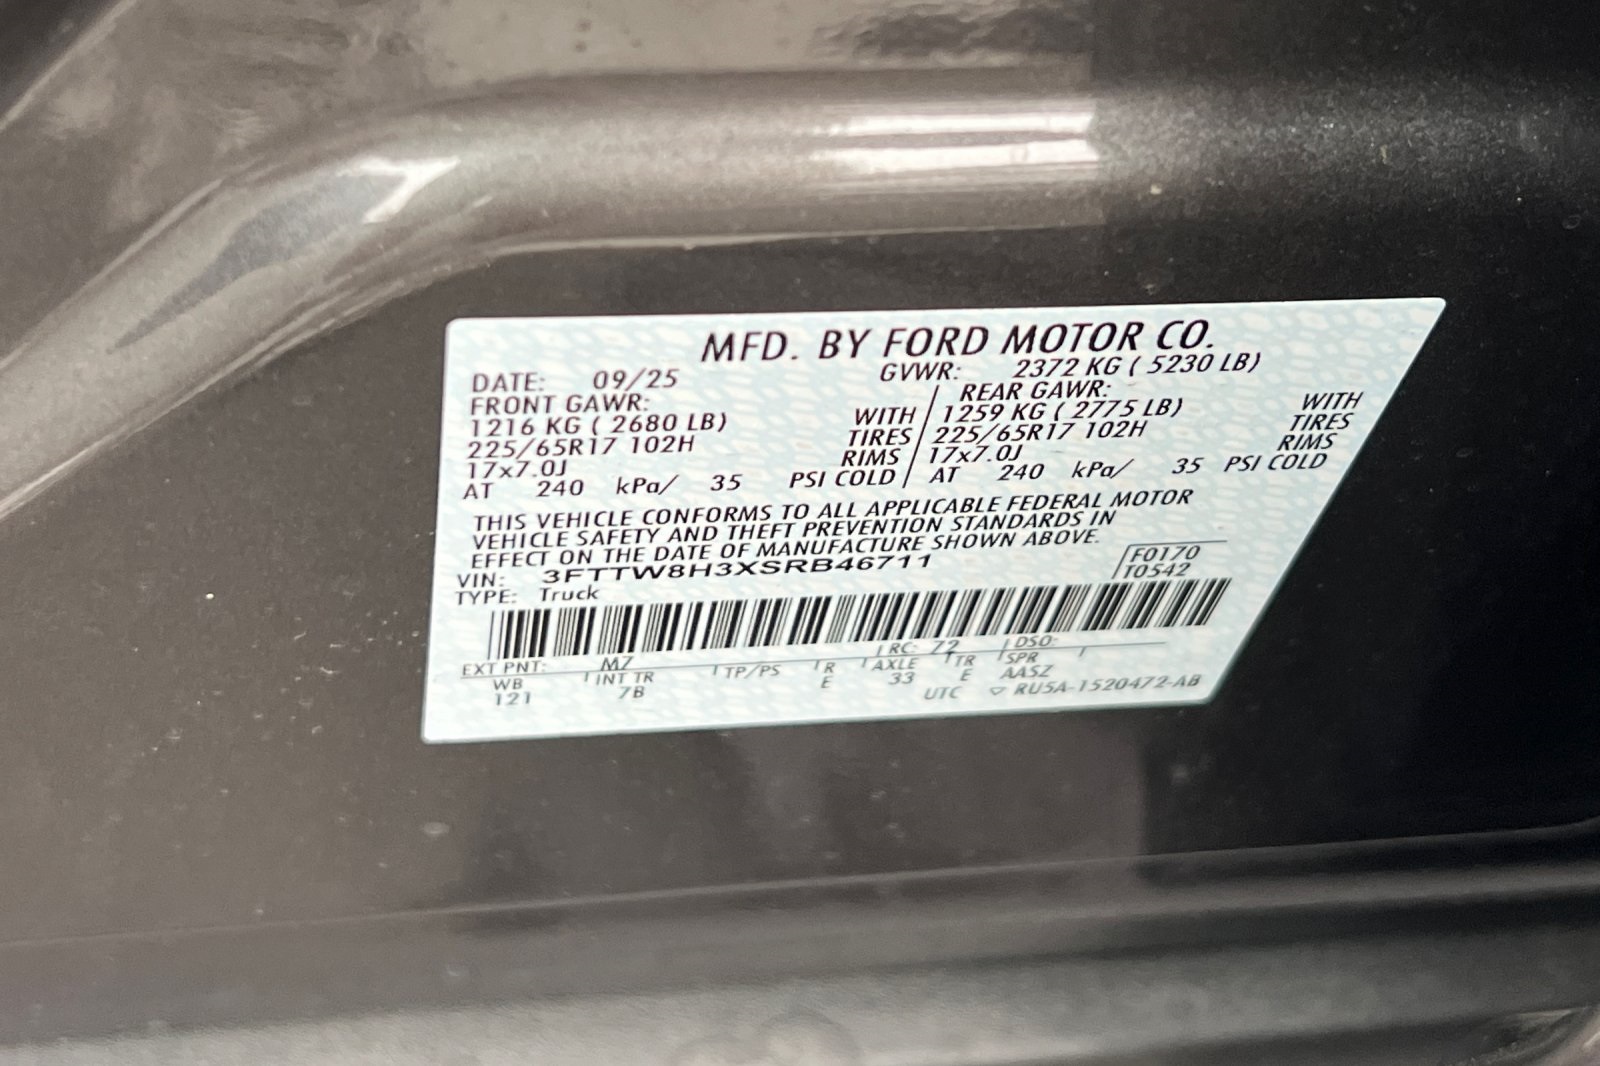 MFD. BY FORD MOTOR CO.
DATE: 09/25 GVWR: 2372 KG ( 5230 LB)
FRONT GAWR: REAR GAWR:
1216 KG ( 2680 LB) WITH / 1259 KG ( 2775 LB) WITH
225/65R17 102H TIRES / 225/65R17 102H TIRES
17x7.0J RIMS / 17x7.0J RIMS
AT 240 kPa/ 35 PSI COLD / AT 240 kPa/ 35 PSI COLD
THIS VEHICLE CONFORMS TO ALL APPLICABLE FEDERAL MOTOR
VEHICLE SAFETY AND THEFT PREVENTION STANDARDS IN
EFFECT ON THE DATE OF MANUFACTURE SHOWN ABOVE.
VIN: 3FTTW8H3XSRB46711 F0170
TYPE: Truck T0542
EXT PNT: M7 RC: 72 DSO:
WB INT TR TP/PS R AXLE TR SPR
121 7B E 33 E AASZ
UTC ▽ RU5A-1520472-AB